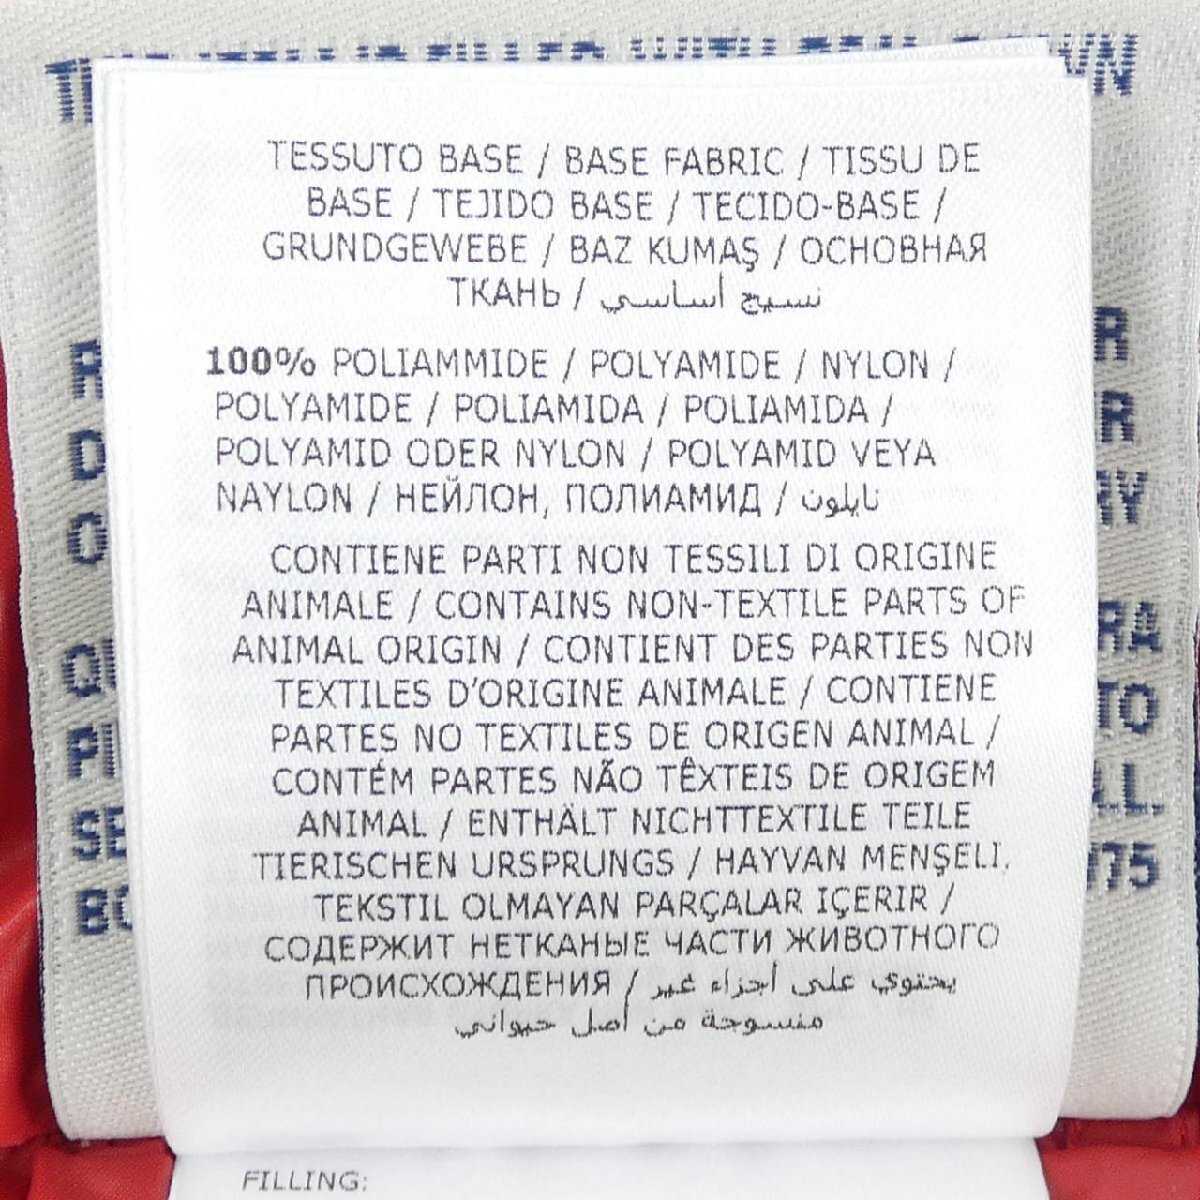 TESSUTO BASE / BASE FABRIC / TISSU DE
BASE / TEJIDO BASE / TECIDO-BASE /
GRUNDGEWEBE / BAZ KUMAŞ / ОСНОВНАЯ
ТКАНЬ / نسيج أساسي
100% POLIAMMIDE / POLYAMIDE / NYLON /
POLYAMIDE / POLIAMIDA / POLIAMIDA /
POLYAMID ODER NYLON / POLYAMID VEYA
NAYLON / НЕЙЛОН, ПОЛИАМИД / نايلون
CONTIENE PARTI NON TESSILI DI ORIGINE
ANIMALE / CONTAINS NON-TEXTILE PARTS OF
ANIMAL ORIGIN / CONTIENT DES PARTIES NON
TEXTILES D'ORIGINE ANIMALE / CONTIENE
PARTES NO TEXTILES DE ORIGEN ANIMAL /
CONTÉM PARTES NÃO TÊXTEIS DE ORIGEM
ANIMAL / ENTHÄLT NICHTTEXTILE TEILE
TIERISCHEN URSPRUNGS / HAYVAN MENŞELI,
TEKSTIL OLMAYAN PARÇALAR IÇERIR /
СОДЕРЖИТ НЕТКАНЫЕ ЧАСТИ ЖИВОТНОГО
ПРОИСХОЖДЕНИЯ / يحتوي على أجزاء غير
منسوجة من أصل حيواني
FILLING: